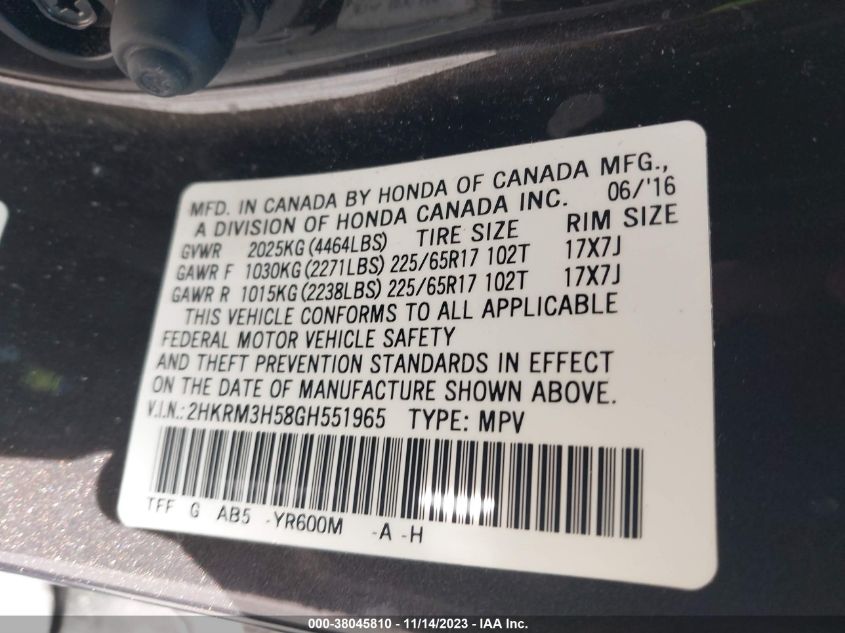 MFD. IN CANADA BY HONDA OF CANADA MFG.,
A DIVISION OF HONDA CANADA INC. 06/'16
GVWR 2025KG (4464LBS) TIRE SIZE RIM SIZE
GAWR F 1030KG (2271LBS) 225/65R17 102T 17X7J
GAWR R 1015KG (2238LBS) 225/65R17 102T 17X7J
THIS VEHICLE CONFORMS TO ALL APPLICABLE
FEDERAL MOTOR VEHICLE SAFETY
AND THEFT PREVENTION STANDARDS IN EFFECT
ON THE DATE OF MANUFACTURE SHOWN ABOVE.
V.I.N.: 2HKRM3H58GH551965 TYPE: MPV
TFF G AB5 -YR600M -A -H
000-38045810 - 11/14/2023 - IAA Inc.